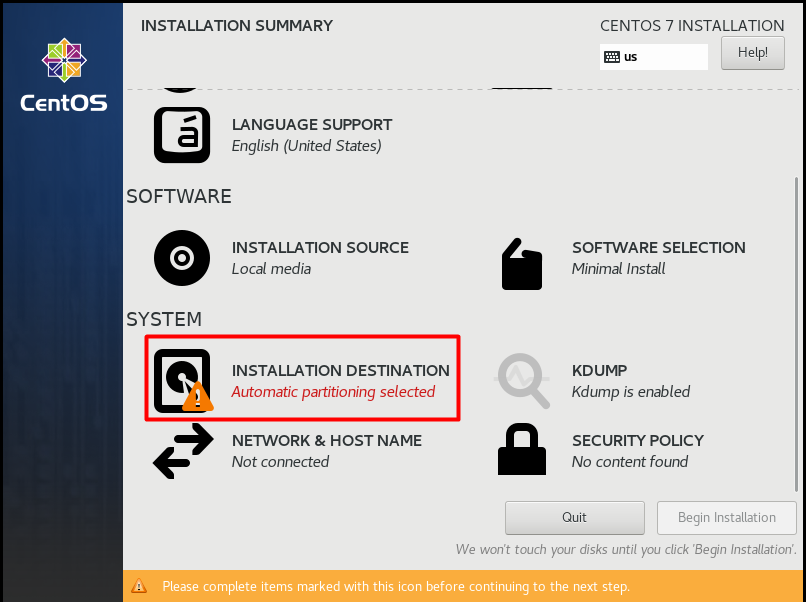 INSTALLATION SUMMARY
CENTOS 7 INSTALLATION
us
Help!
CentOS
LANGUAGE SUPPORT
English (United States)
SOFTWARE
INSTALLATION SOURCE
Local media
SOFTWARE SELECTION
Minimal Install
SYSTEM
INSTALLATION DESTINATION
Automatic partitioning selected
KDUMP
Kdump is enabled
NETWORK & HOST NAME
Not connected
SECURITY POLICY
No content found
Quit
Begin Installation
We won't touch your disks until you click 'Begin Installation'.
Please complete items marked with this icon before continuing to the next step.